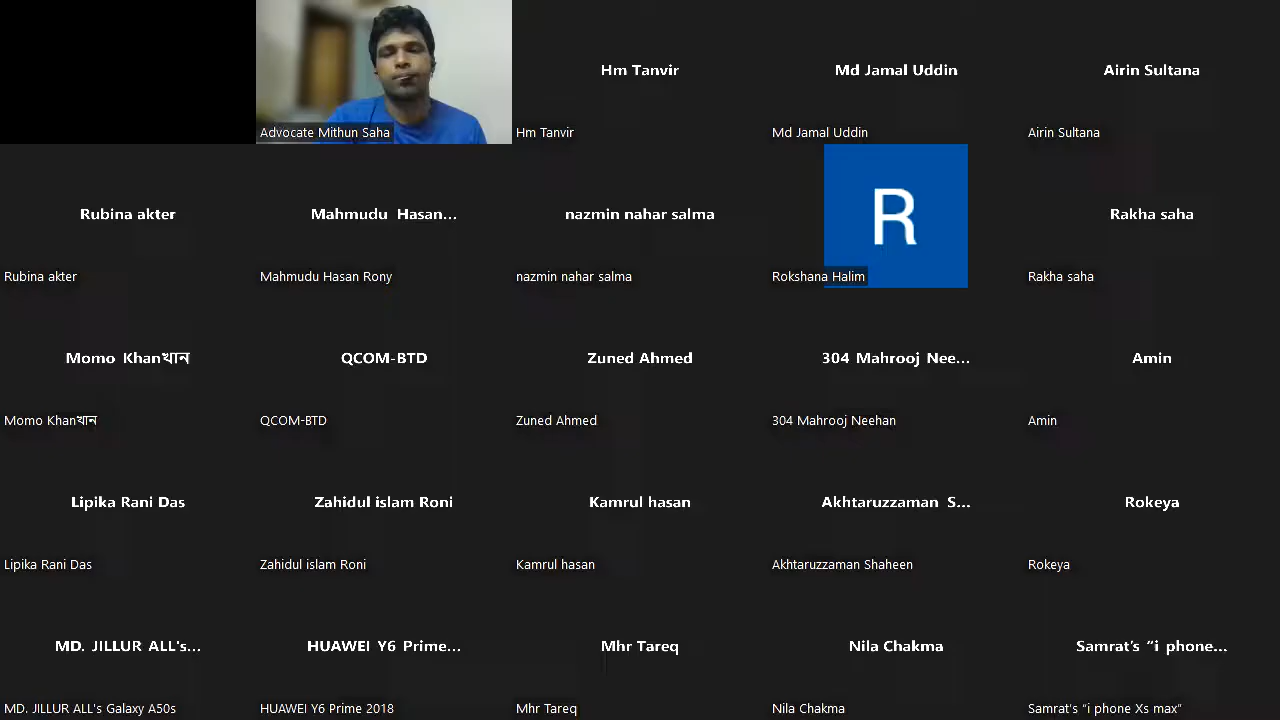 Advocate Mithun Saha
Hm Tanvir
Hm Tanvir
Md Jamal Uddin
Md Jamal Uddin
Airin Sultana
Airin Sultana
Rubina akter
Rubina akter
Mahmudu Hasan...
Mahmudu Hasan Rony
nazmin nahar salma
nazmin nahar salma
R
Rokshana Halim
Rakha saha
Rakha saha
Momo Khanখান
Momo Khanখান
QCOM-BTD
QCOM-BTD
Zuned Ahmed
Zuned Ahmed
304 Mahrooj Nee...
304 Mahrooj Neehan
Amin
Amin
Lipika Rani Das
Lipika Rani Das
Zahidul islam Roni
Zahidul islam Roni
Kamrul hasan
Kamrul hasan
Akhtaruzzaman S...
Akhtaruzzaman Shaheen
Rokeya
Rokeya
MD. JILLUR ALL's...
MD. JILLUR ALL's Galaxy A50s
HUAWEI Y6 Prime...
HUAWEI Y6 Prime 2018
Mhr Tareq
Mhr Tareq
Nila Chakma
Nila Chakma
Samrat's “i phone...
Samrat's “i phone Xs max”